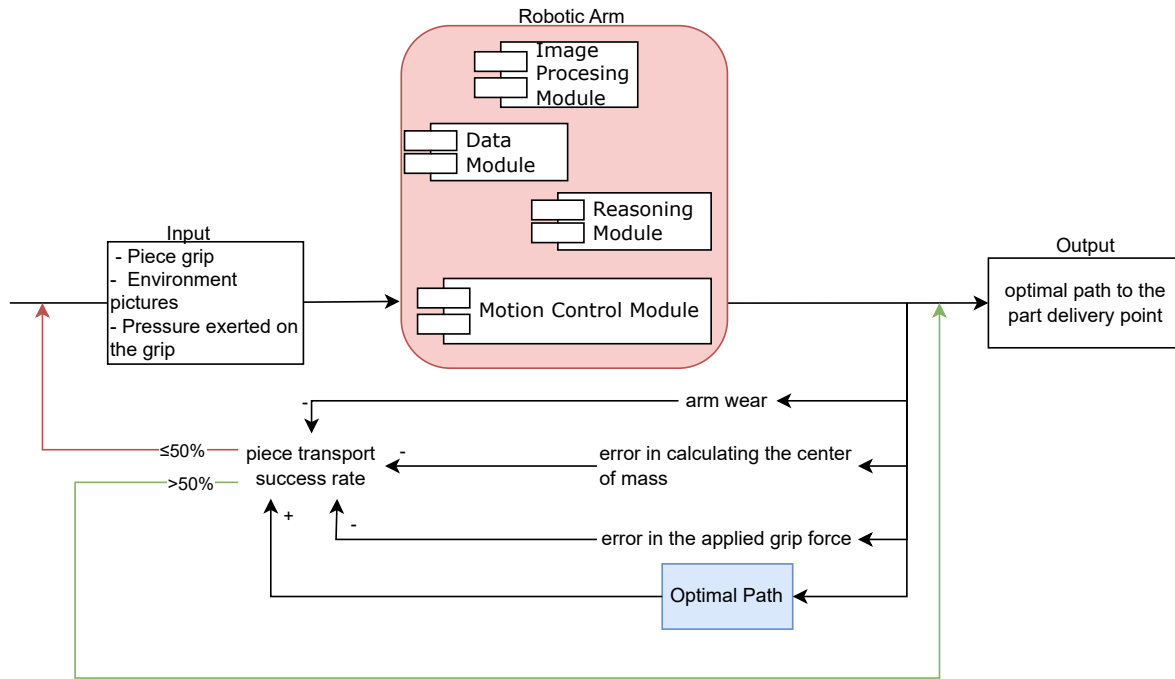 Robotic Arm
Image
Procesing
Module
Data
Module
Reasoning
Module
Motion Control Module
Input
- Piece grip
- Environment
pictures
- Pressure exerted on
the grip
Output
optimal path to the
part delivery point
arm wear
-
≤50%
>50%
piece transport
success rate
-
error in calculating the center
of mass
+
-
error in the applied grip force
Optimal Path